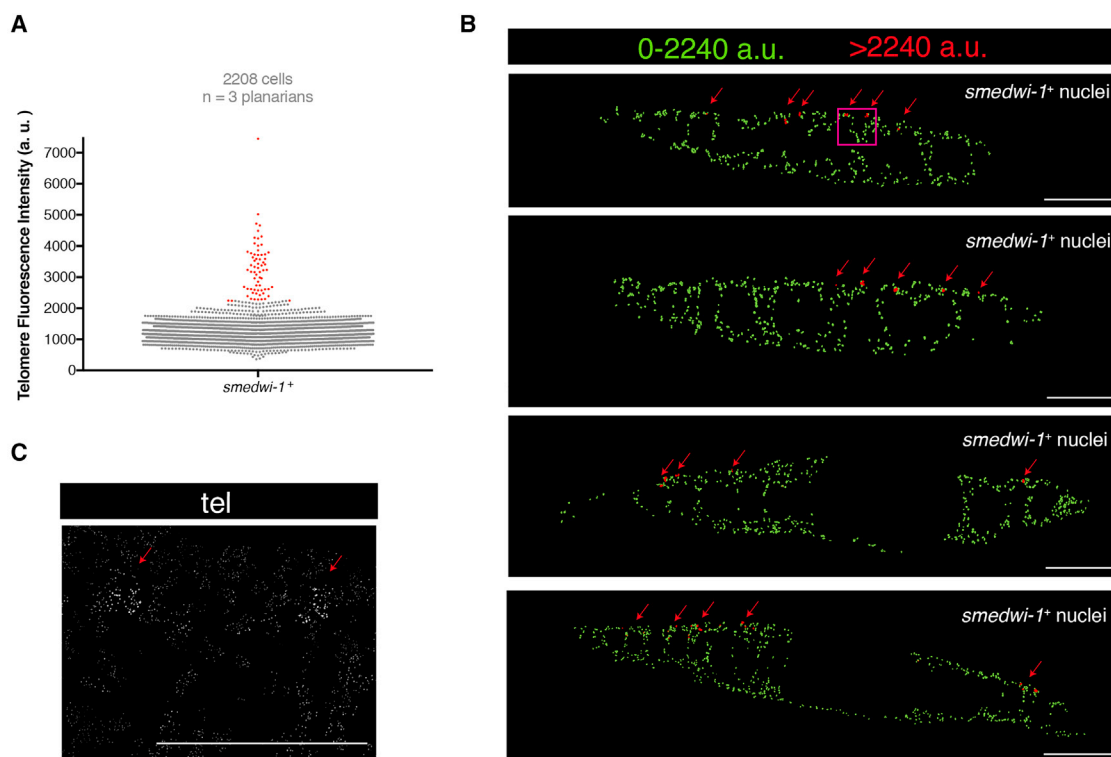 A
2208 cells
n = 3 planarians
Telomere Fluorescence Intensity (a. u. )
7000
6000
5000
4000
3000
2000
1000
0
smedwi-1+
B
0-2240 a.u. >2240 a.u.
smedwi-1+ nuclei
smedwi-1+ nuclei
smedwi-1+ nuclei
smedwi-1+ nuclei
C
tel